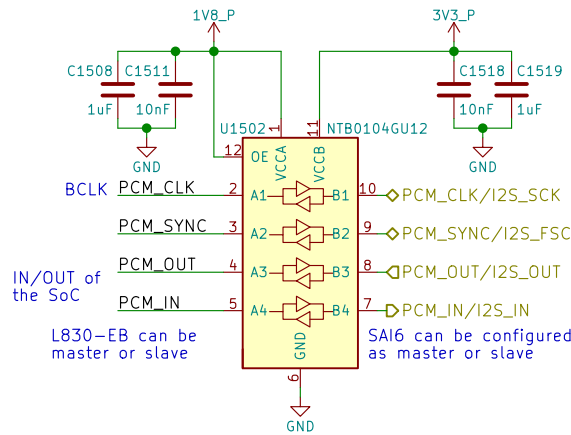 1V8_P
3V3_P
C1508
1uF
C1511
10nF
GND
C1518
10nF
C1519
1uF
GND
U1502
NTB0104GU12
1
11
VCCA
VCCB
12
OE
BCLK
PCM_CLK
2
A1
B1
10
PCM_CLK/I2S_SCK
PCM_SYNC
3
A2
B2
9
PCM_SYNC/I2S_FSC
IN/OUT of
the SoC
PCM_OUT
4
A3
B3
8
PCM_OUT/I2S_OUT
PCM_IN
5
A4
B4
7
PCM_IN/I2S_IN
L830-EB can be
master or slave
GND
6
SAI6 can be configured
as master or slave
GND